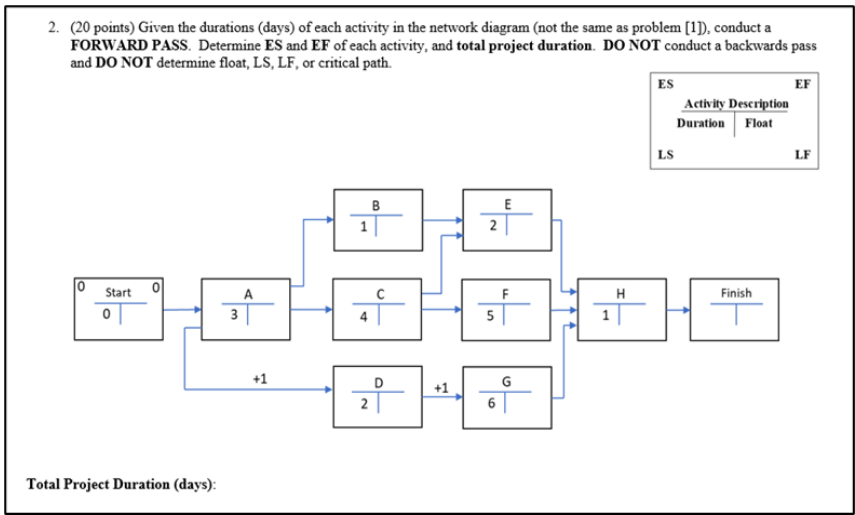 2. (20 points) Given the durations (days) of each activity in the network diagram (not the same as problem [1]), conduct a
FORWARD PASS. Determine ES and EF of each activity, and total project duration. DO NOT conduct a backwards pass
and DO NOT determine float, LS, LF, or critical path.
ES EF
Activity Description
Duration Float
LS LF
B
1
E
2
0 Start 0
0
A
3
C
4
F
5
H
1
Finish
+1
D
2
+1
G
6
Total Project Duration (days):